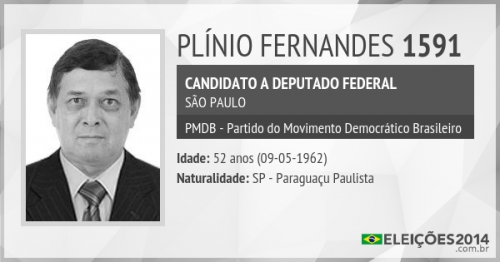 PLÍNIO FERNANDES 1591
CANDIDATO A DEPUTADO FEDERAL
SÃO PAULO
PMDB - Partido do Movimento Democrático Brasileiro
Idade: 52 anos (09-05-1962)
Naturalidade: SP - Paraguaçu Paulista
ELEIÇÕES2014
.com.br